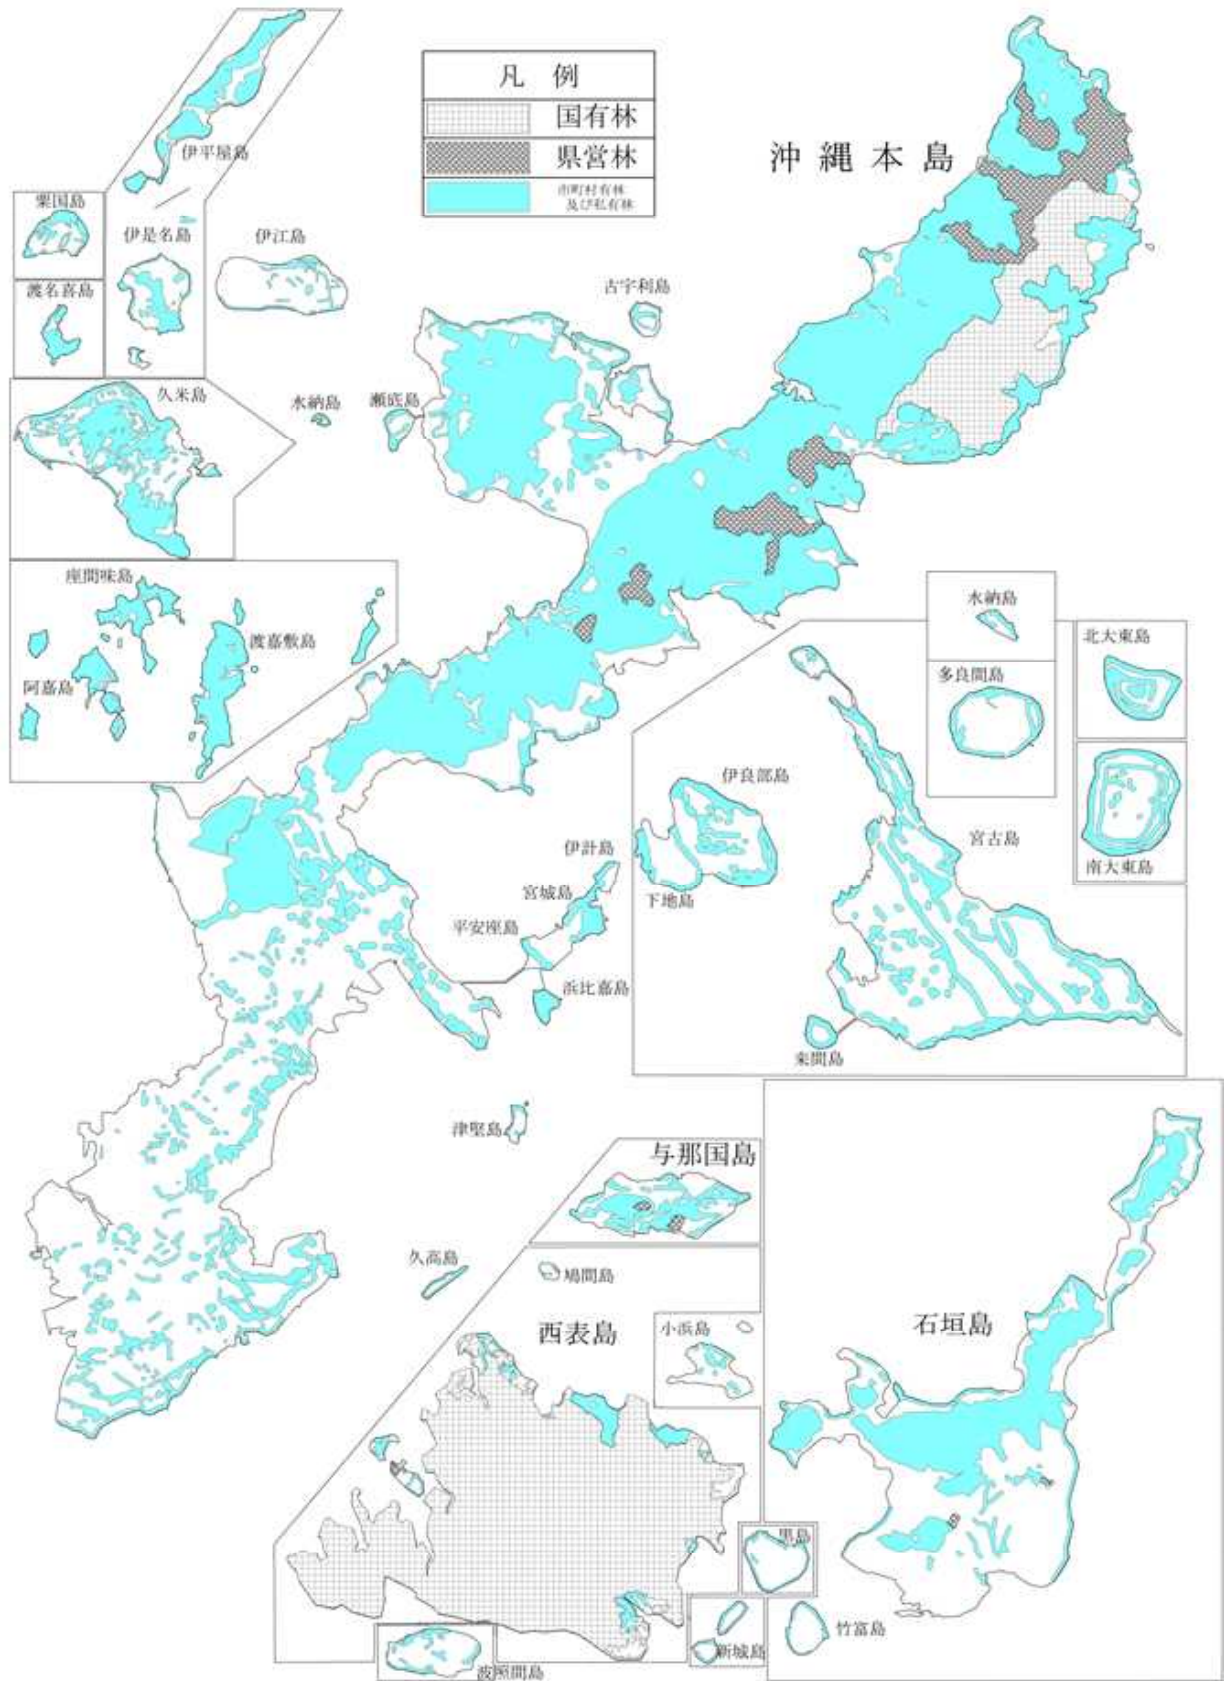 凡 例
国有林
県営林
市町村有林
及び私有林
沖縄本島
伊平屋島
粟国島
伊是名島
伊江島
渡名喜島
古宇利島
久米島
水納島
瀬底島
座間味島
渡嘉敷島
阿嘉島
水納島
北大東島
多良間島
伊良部島
宮古島
南大東島
下地島
伊計島
宮城島
平安座島
浜比嘉島
来間島
津堅島
与那国島
久高島
鳩間島
西表島
小浜島
石垣島
黒島
竹富島
新城島
波照間島